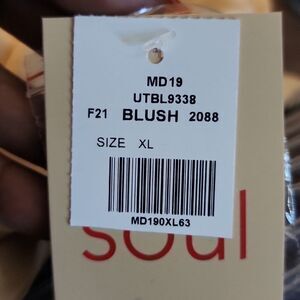 MD19
UTBL9338
F21 BLUSH 2088
SIZE XL
MD190XL63
soul